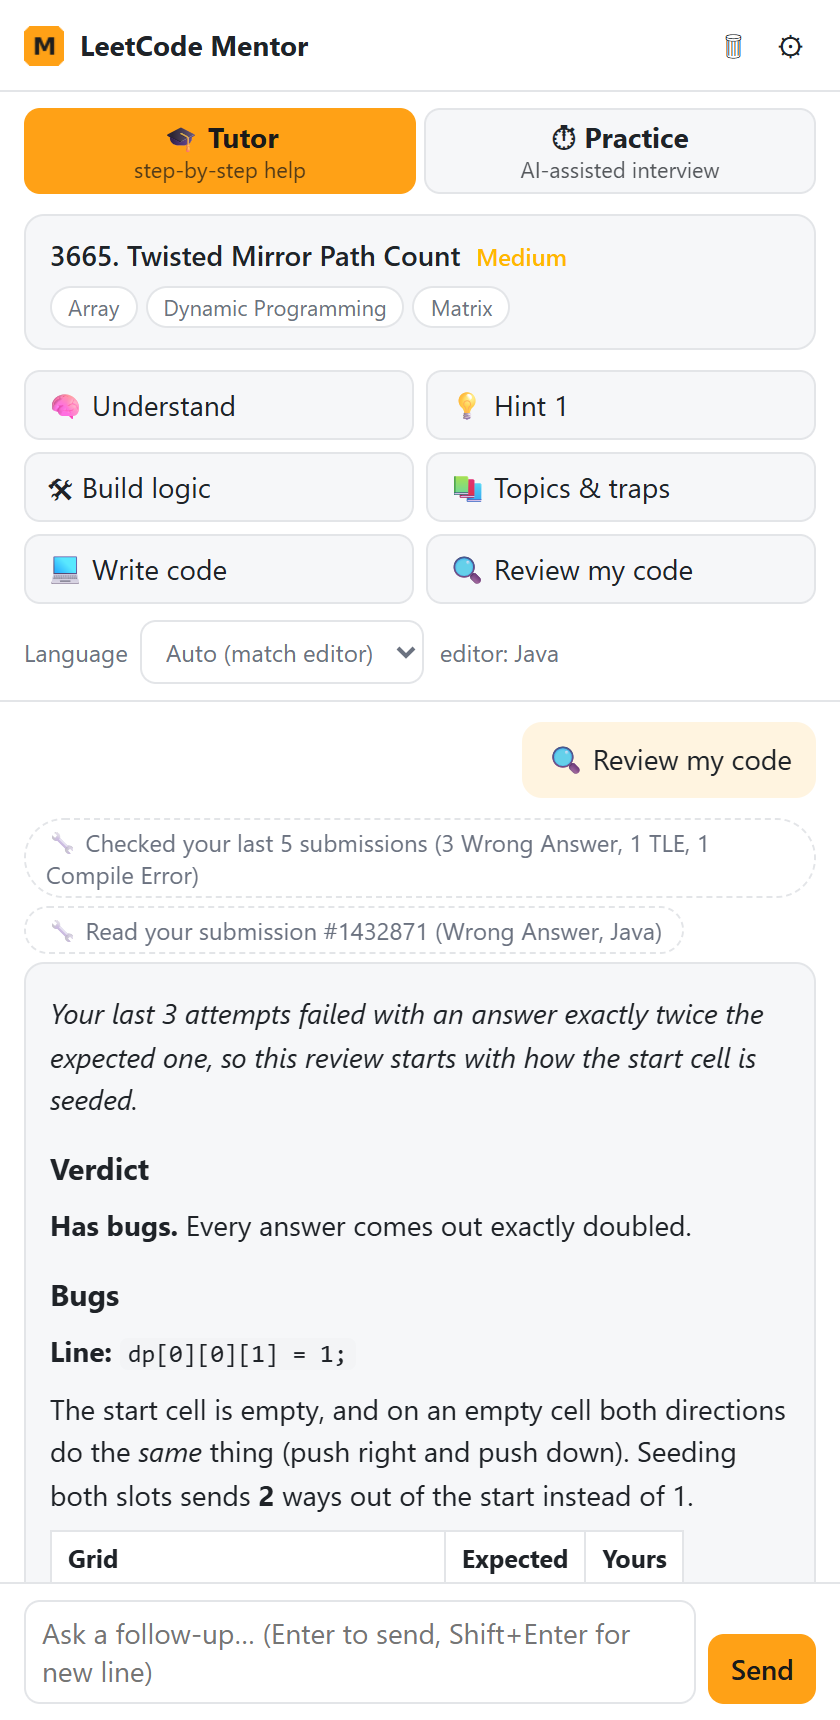 M LeetCode Mentor
Tutor
step-by-step help
Practice
AI-assisted interview
3665. Twisted Mirror Path Count Medium
Array Dynamic Programming Matrix
Understand
Hint 1
Build logic
Topics & traps
Write code
Review my code
Language Auto (match editor) editor: Java
Review my code
Checked your last 5 submissions (3 Wrong Answer, 1 TLE, 1
Compile Error)
Read your submission #1432871 (Wrong Answer, Java)
Your last 3 attempts failed with an answer exactly twice the
expected one, so this review starts with how the start cell is
seeded.
Verdict
Has bugs. Every answer comes out exactly doubled.
Bugs
Line: dp[0][0][1] = 1;
The start cell is empty, and on an empty cell both directions
do the same thing (push right and push down). Seeding
both slots sends 2 ways out of the start instead of 1.
Grid Expected Yours
Ask a follow-up... (Enter to send, Shift+Enter for
new line)
Send